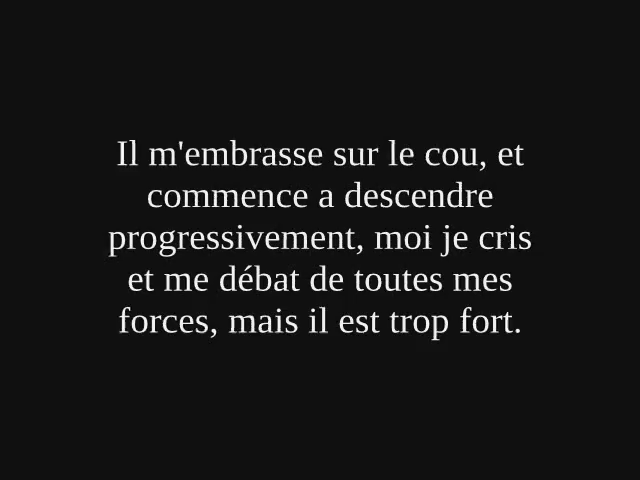 Il m'embrasse sur le cou, et
commence a descendre
progressivement, moi je cris
et me débat de toutes mes
forces, mais il est trop fort.